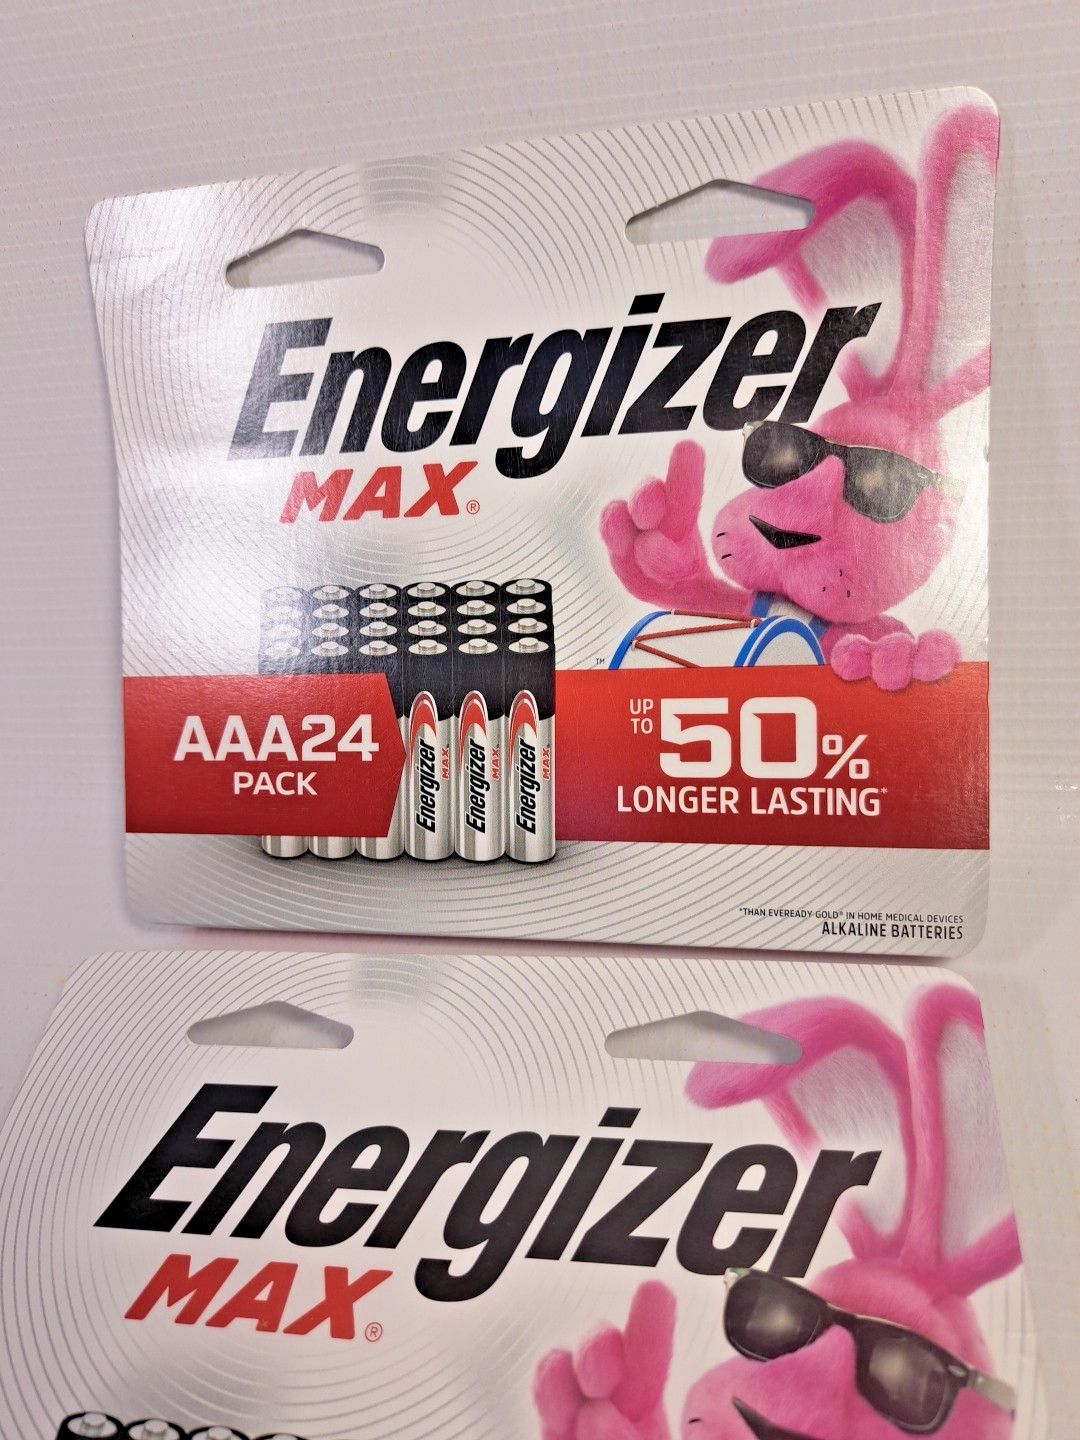 Energizer
MAX®
™
AAA24
PACK
UP
TO
50%
LONGER LASTING*
Energizer MAX
Energizer MAX
Energizer MAX
*THAN EVEREADY GOLD® IN HOME MEDICAL DEVICES
ALKALINE BATTERIES
Energizer
MAX®